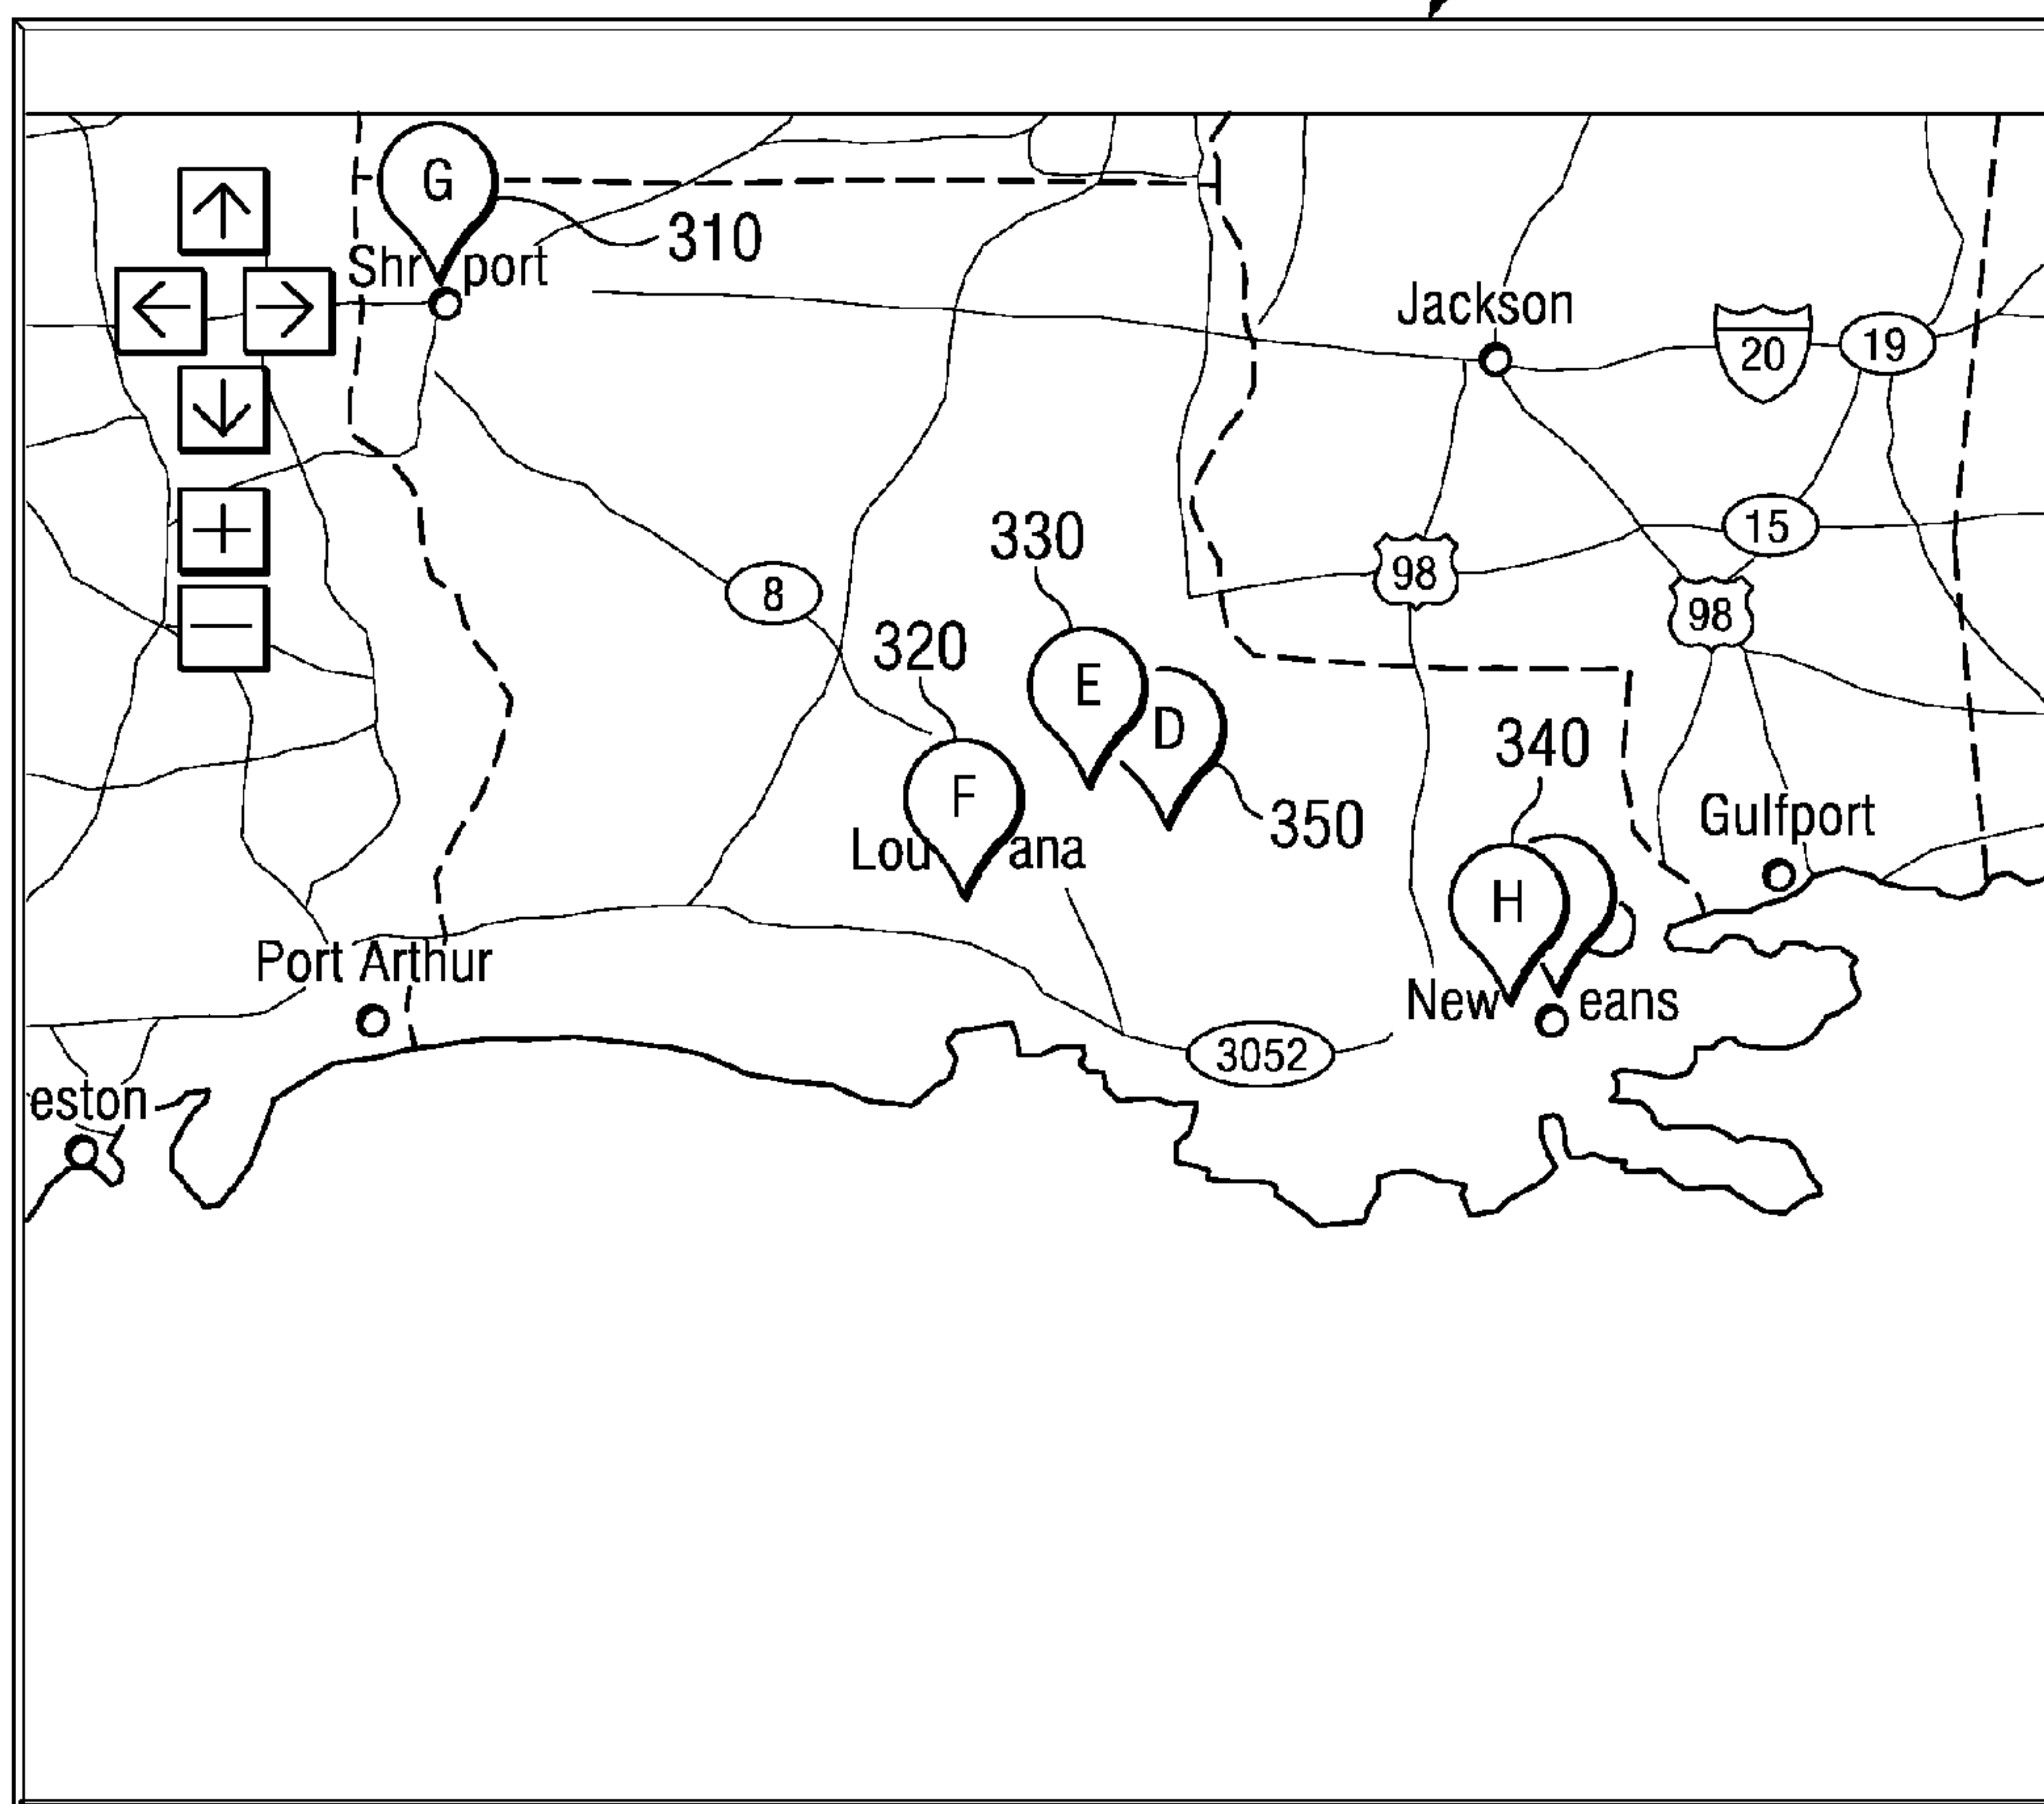 G
310
Shr port
Jackson
20
19
330
15
98
8
98
320
E
D
340
F
350
Gulfport
Lou ana
H
Port Arthur
New eans
3052
eston